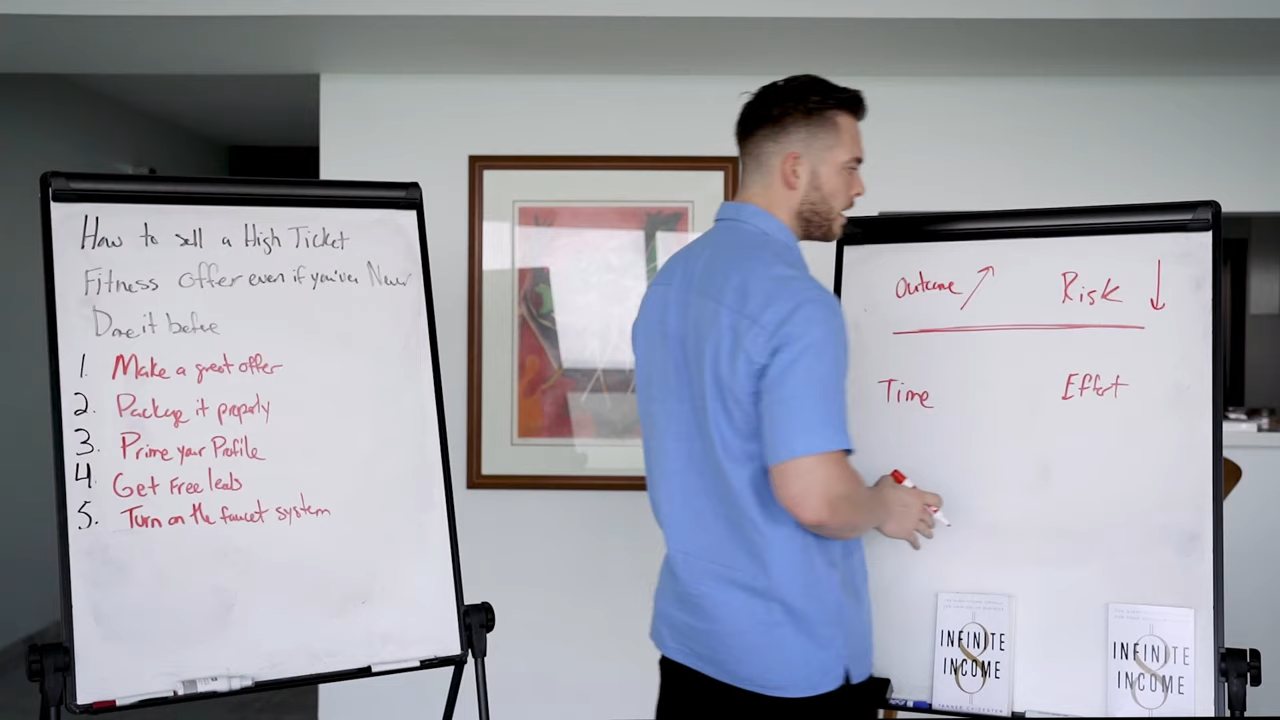 How to sell a High Ticket
Fitness offer even if you've Never
Done it before
1. Make a great offer
2. Package it properly
3. Prime your Profile
4. Get Free leads
5. Turn on the faucet system
Outcome ↗ Risk ↓
Time Effort
INFINITE
INCOME
INFINITE
INCOME